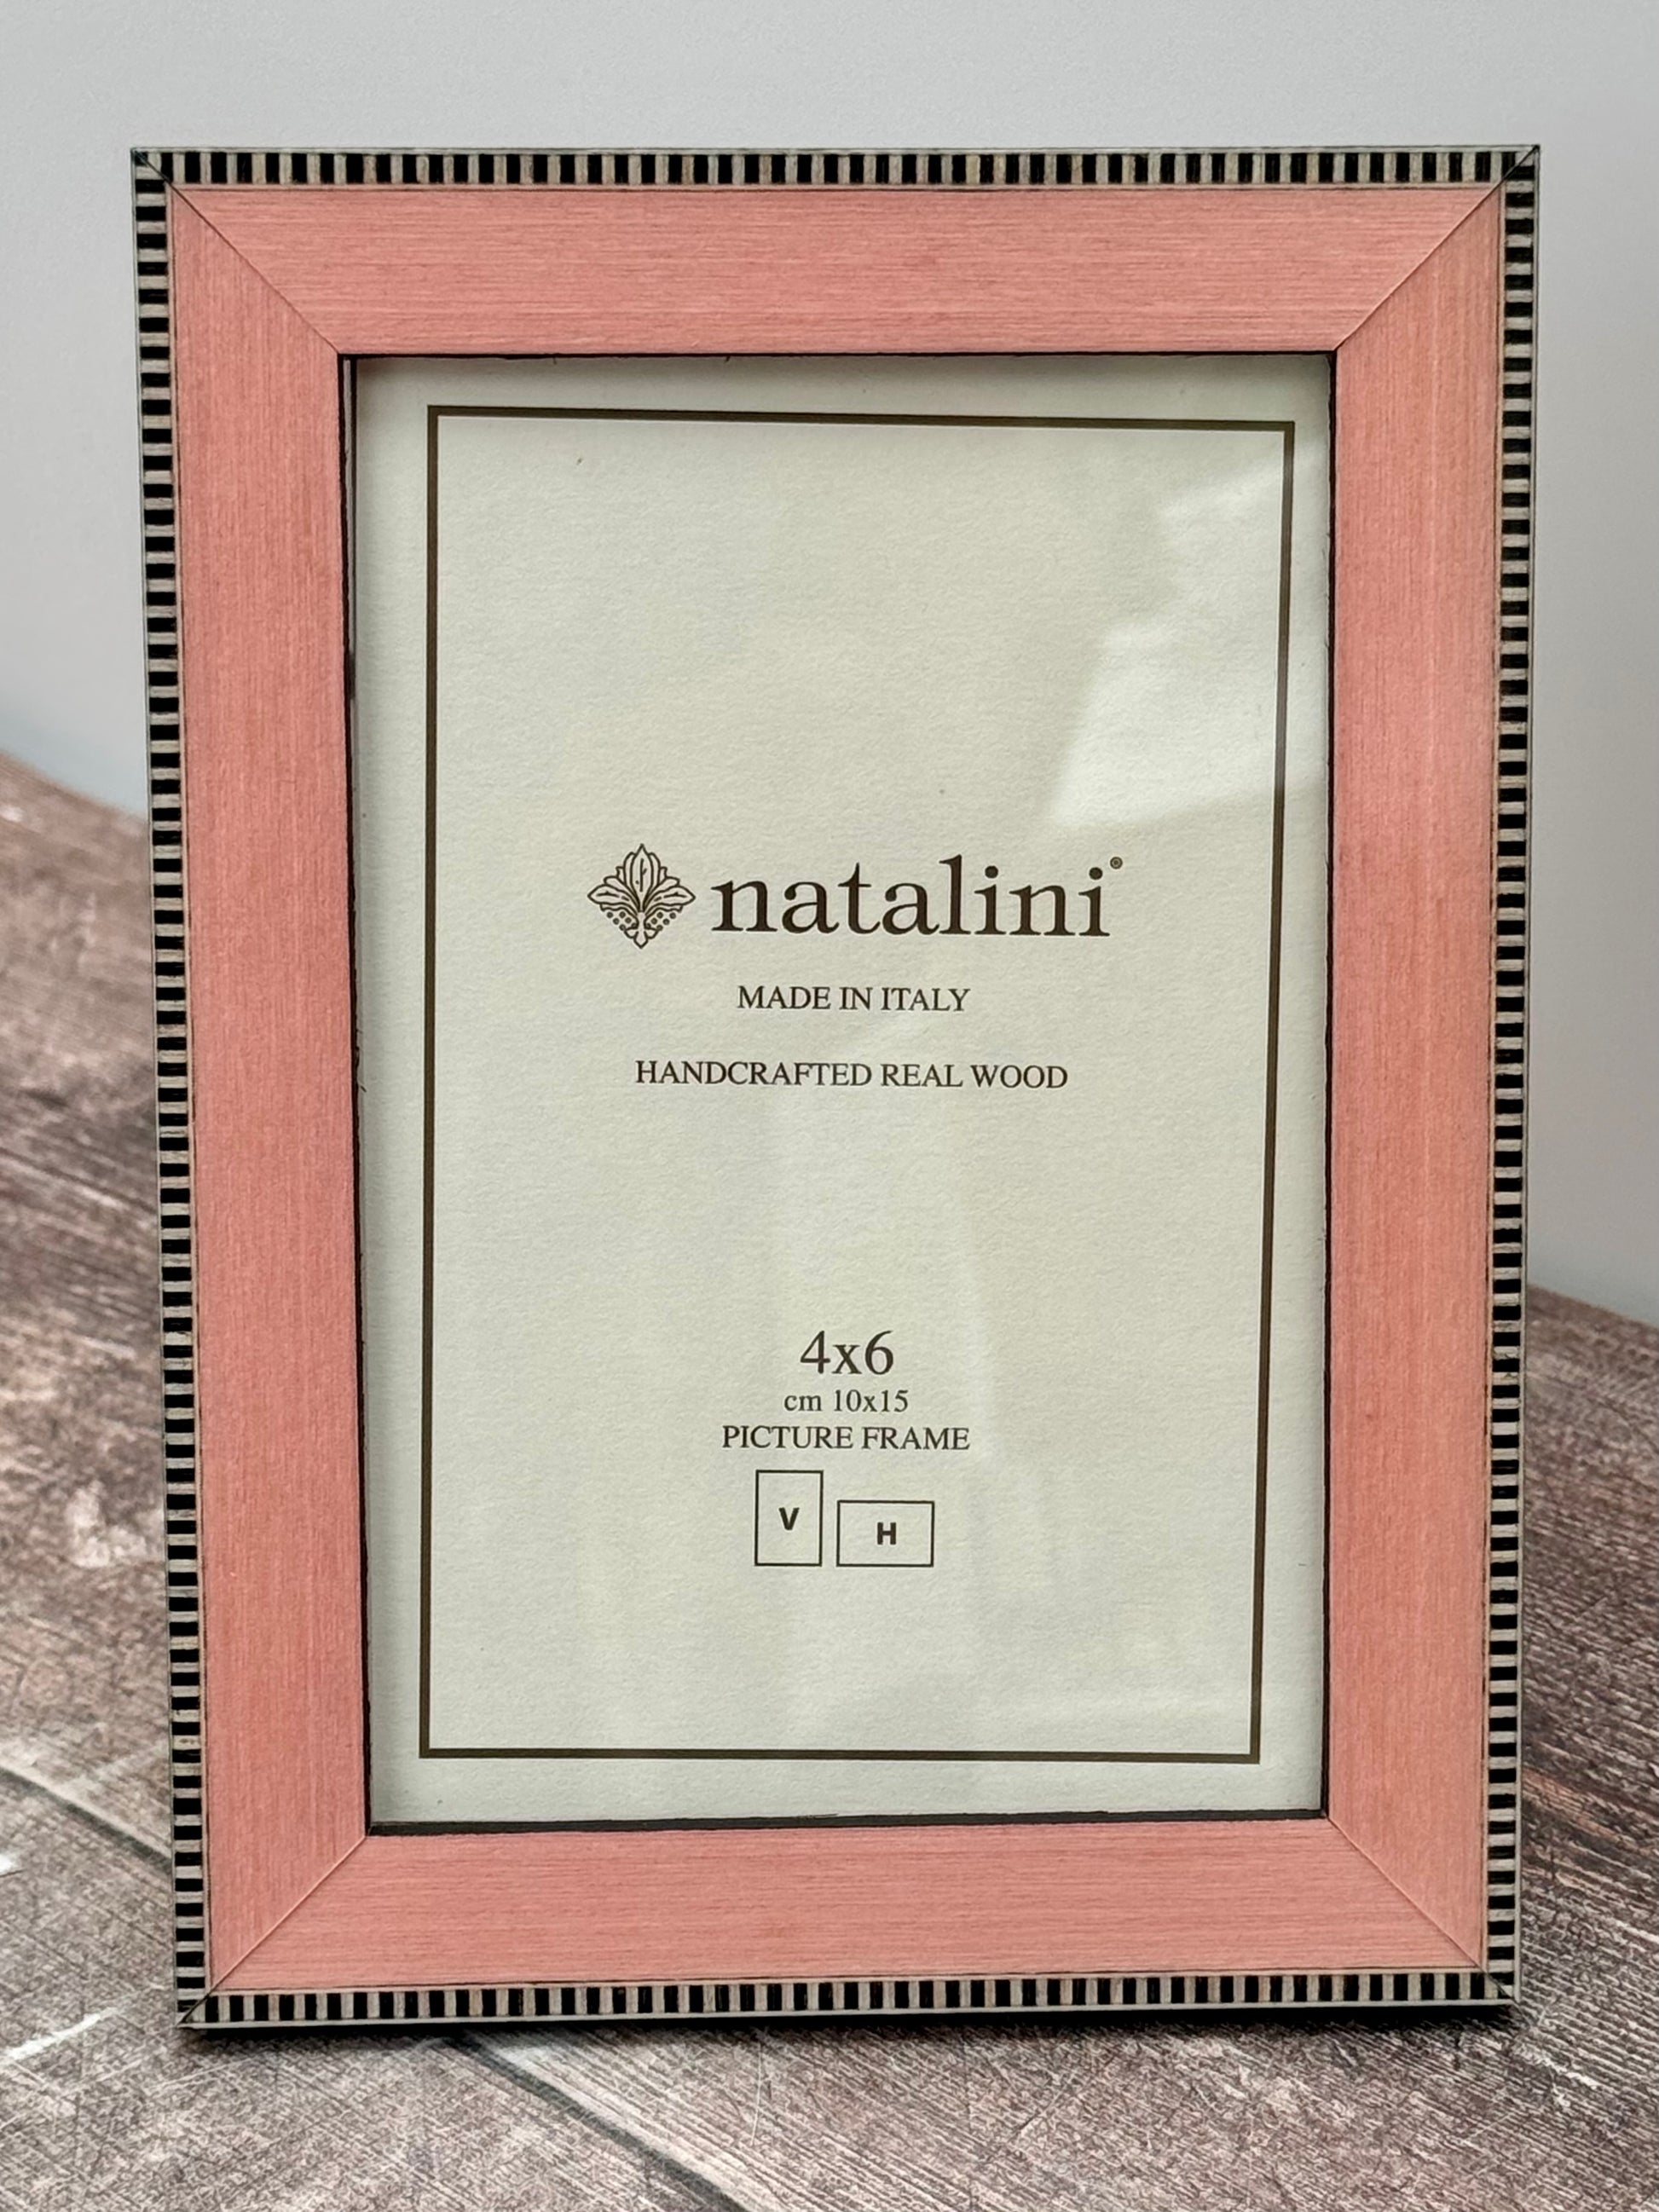 natalini
MADE IN ITALY
HANDCRAFTED REAL WOOD
4x6
cm 10x15
PICTURE FRAME
V H